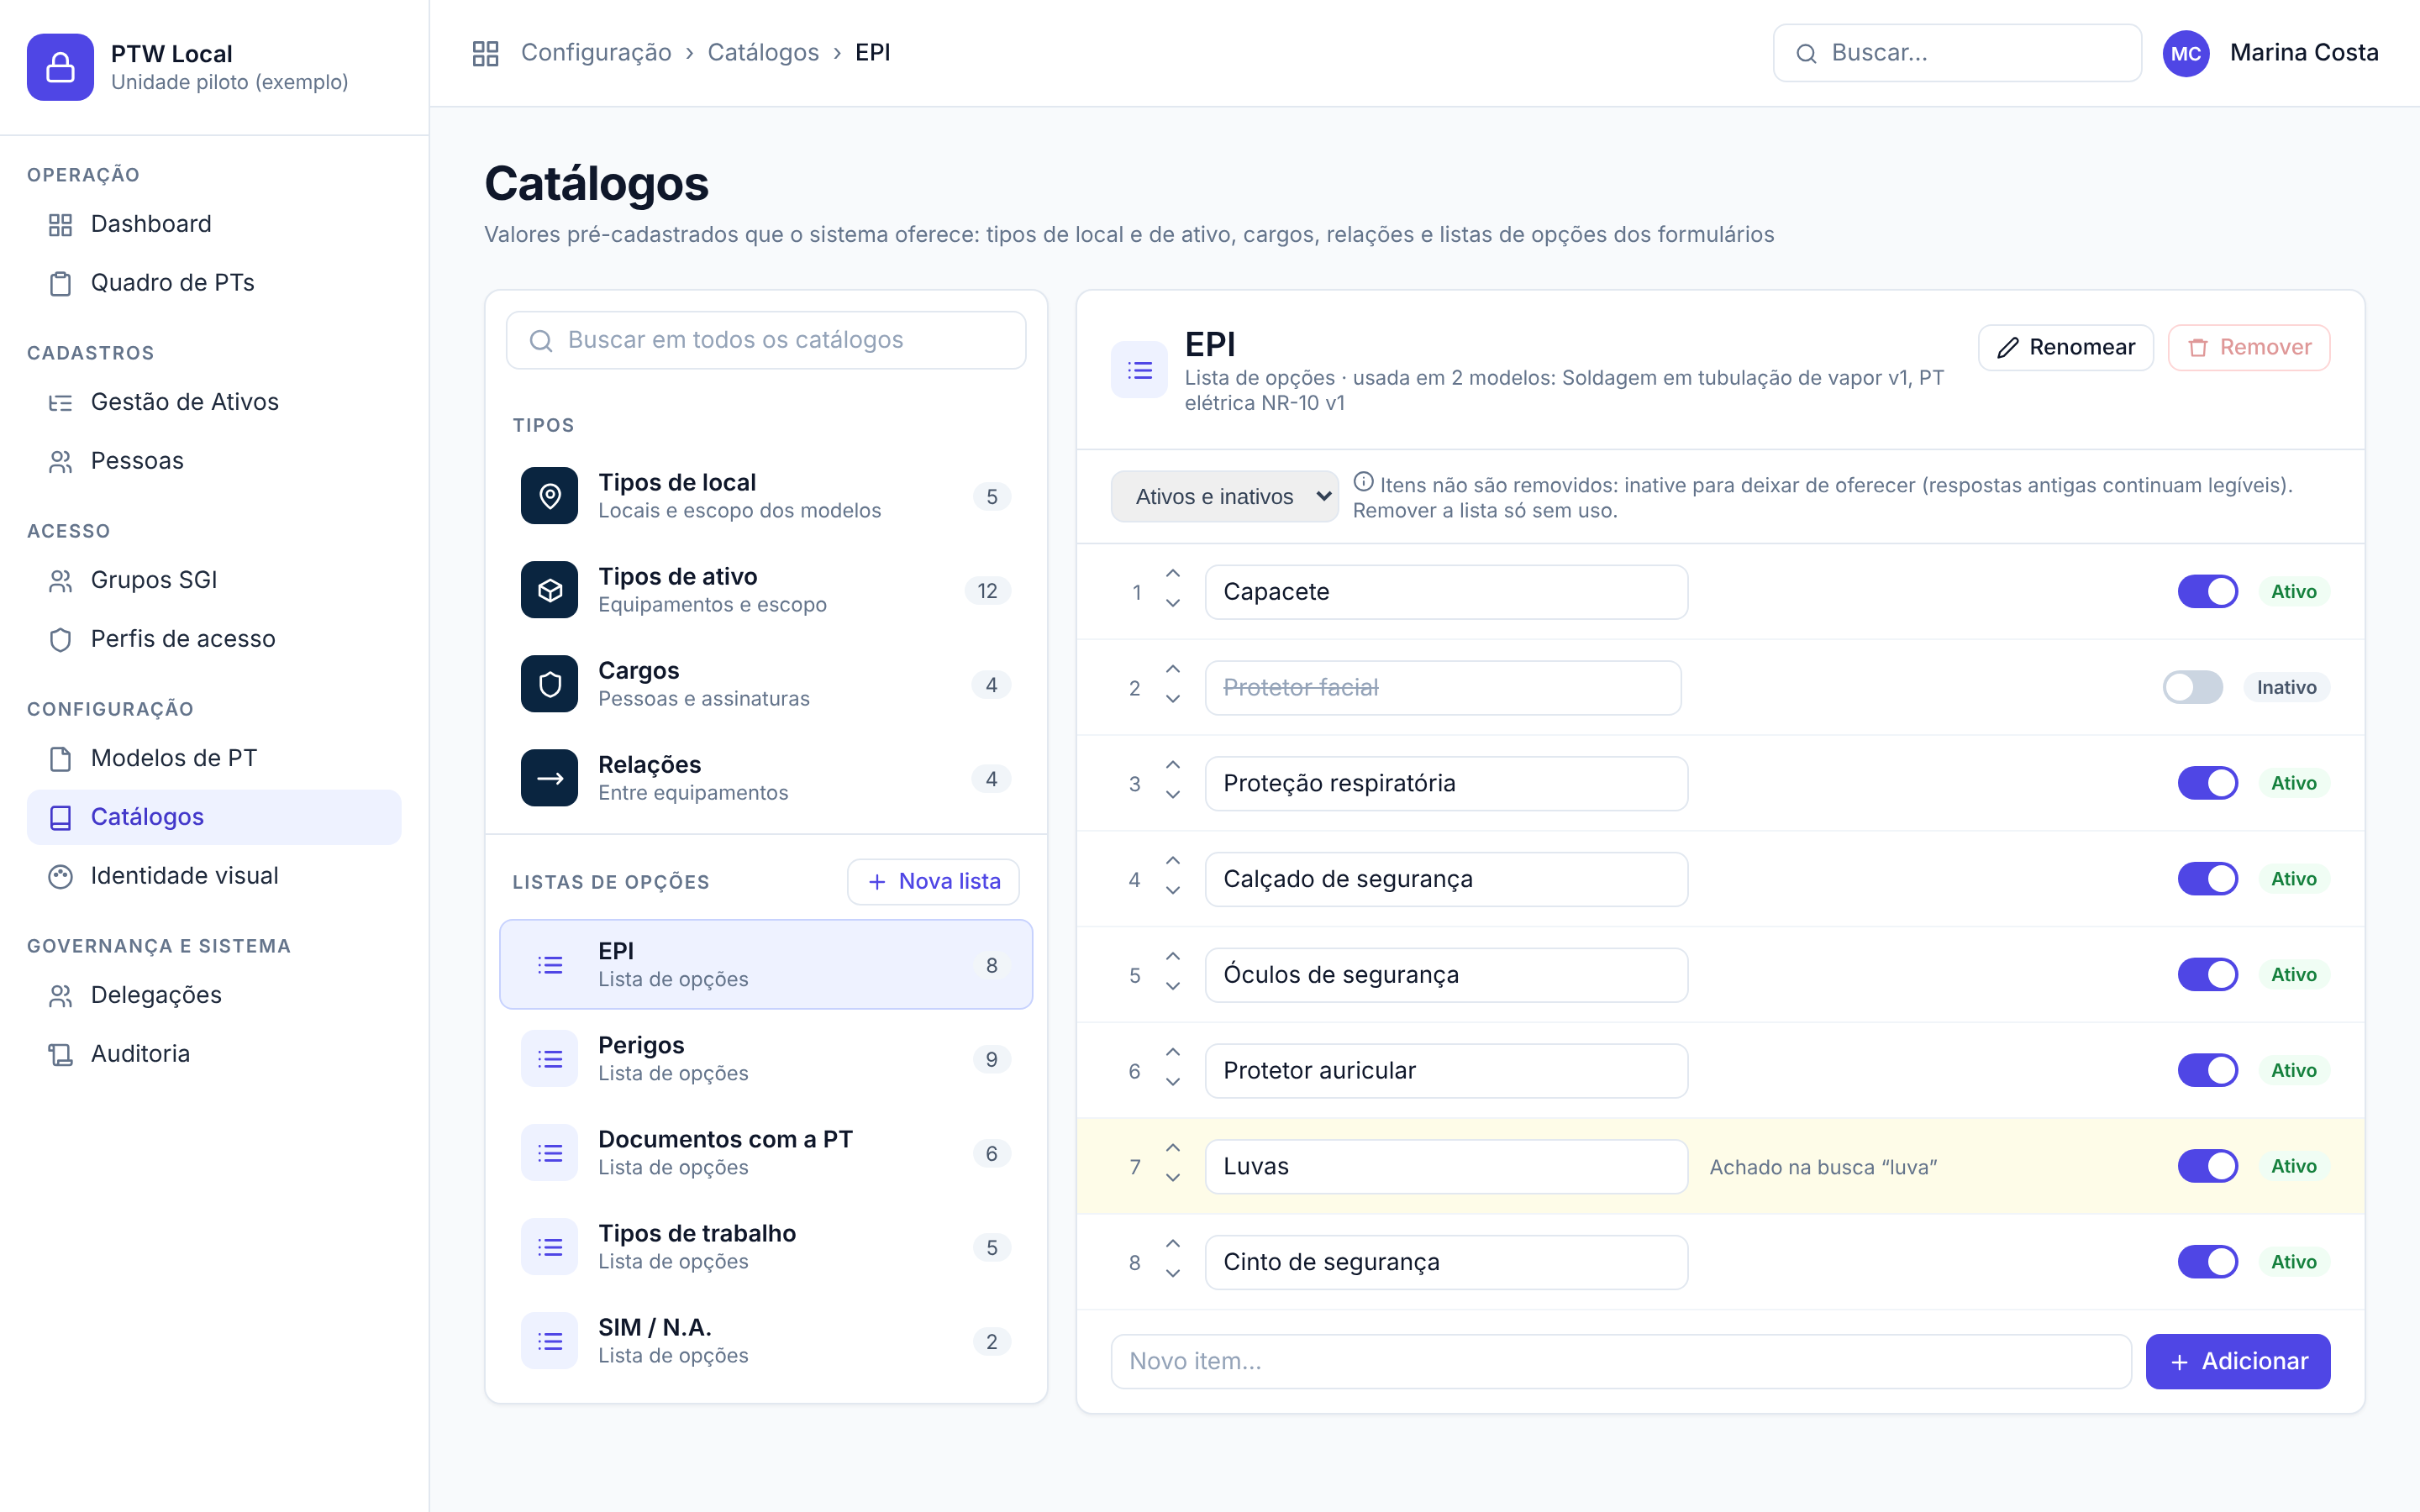 PTW Local
Unidade piloto (exemplo)
OPERAÇÃO
Dashboard
Quadro de PTs
CADASTROS
Gestão de Ativos
Pessoas
ACESSO
Grupos SGI
Perfis de acesso
CONFIGURAÇÃO
Modelos de PT
Catálogos
Identidade visual
GOVERNANÇA E SISTEMA
Delegações
Auditoria
Configuração › Catálogos › EPI
Buscar...
MC
Marina Costa
Catálogos
Valores pré-cadastrados que o sistema oferece: tipos de local e de ativo, cargos, relações e listas de opções dos formulários
Buscar em todos os catálogos
TIPOS
Tipos de local
Locais e escopo dos modelos
5
Tipos de ativo
Equipamentos e escopo
12
Cargos
Pessoas e assinaturas
4
Relações
Entre equipamentos
4
LISTAS DE OPÇÕES
+ Nova lista
EPI
Lista de opções
8
Perigos
Lista de opções
9
Documentos com a PT
Lista de opções
6
Tipos de trabalho
Lista de opções
5
SIM / N.A.
Lista de opções
2
EPI
Lista de opções · usada em 2 modelos: Soldagem em tubulação de vapor v1, PT
elétrica NR-10 v1
Renomear
Remover
Ativos e inativos
Itens não são removidos: inative para deixar de oferecer (respostas antigas continuam legíveis).
Remover a lista só sem uso.
1 Capacete Ativo
2 Protetor facial Inativo
3 Proteção respiratória Ativo
4 Calçado de segurança Ativo
5 Óculos de segurança Ativo
6 Protetor auricular Ativo
7 Luvas Achado na busca “luva” Ativo
8 Cinto de segurança Ativo
Novo item...
+ Adicionar